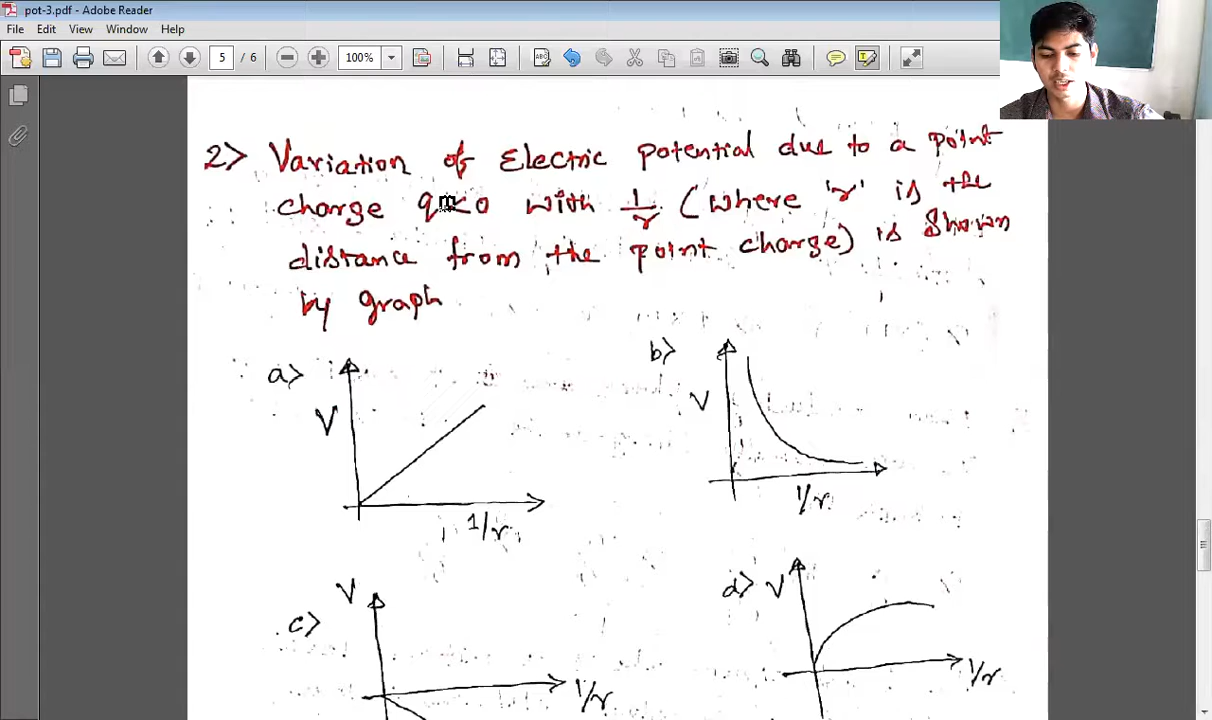 pot-3.pdf - Adobe Reader
File Edit View Window Help
5 / 6 100%
2> Variation of Electric potential due to a point
charge q<0 with 1/r (where 'r' is the
distance from the point charge) is shown
by graph
a>
V
1/r
b>
V
1/r
c>
V
1/r
d>
V
1/r